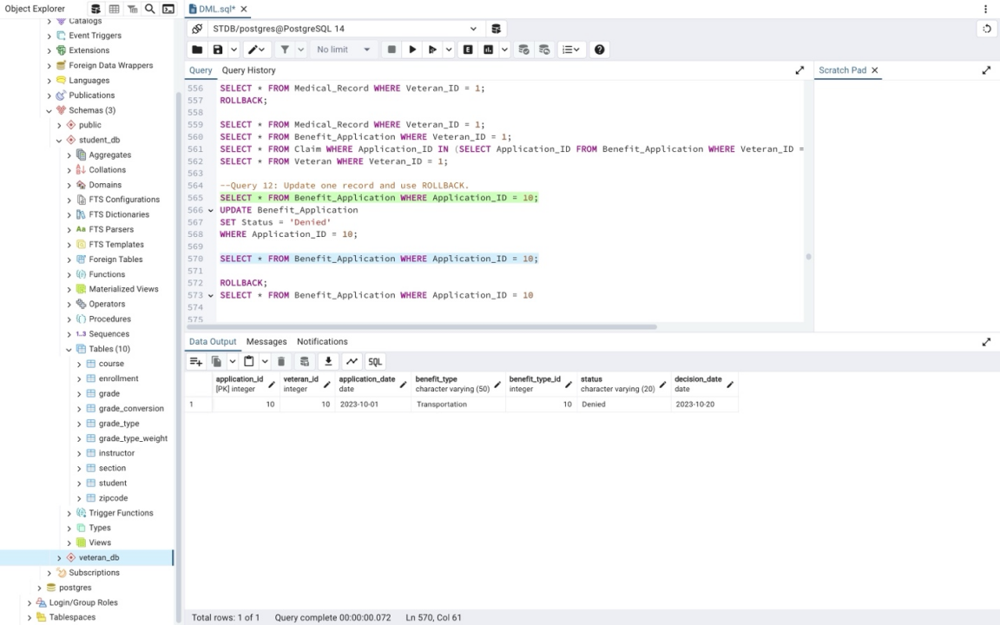 Object Explorer
DML.sql*
STDB/postgres@PostgreSQL 14
No limit
E
Query
Query History
Scratch Pad
Catalogs
Event Triggers
Extensions
Foreign Data Wrappers
Languages
Publications
Schemas (3)
public
student_db
Aggregates
Collations
Domains
FTS Configurations
FTS Dictionaries
Aa FTS Parsers
FTS Templates
Foreign Tables
Functions
Materialized Views
Operators
Procedures
1..3 Sequences
Tables (10)
course
enrollment
grade
grade_conversion
grade_type
grade_type_weight
instructor
section
student
zipcode
Trigger Functions
Types
Views
veteran_db
Subscriptions
postgres
Login/Group Roles
Tablespaces
556 SELECT * FROM Medical_Record WHERE Veteran_ID = 1;
557 ROLLBACK;
558
559 SELECT * FROM Medical_Record WHERE Veteran_ID = 1;
560 SELECT * FROM Benefit_Application WHERE Veteran_ID = 1;
561 SELECT * FROM Claim WHERE Application_ID IN (SELECT Application_ID FROM Benefit_Application WHERE Veteran_ID =
562 SELECT * FROM Veteran WHERE Veteran_ID = 1;
563
564 --Query 12: Update one record and use ROLLBACK.
565 SELECT * FROM Benefit_Application WHERE Application_ID = 10;
566 UPDATE Benefit_Application
567 SET Status = 'Denied'
568 WHERE Application_ID = 10;
569
570 SELECT * FROM Benefit_Application WHERE Application_ID = 10;
571
572 ROLLBACK;
573 SELECT * FROM Benefit_Application WHERE Application_ID = 10
574
575
Data Output
Messages
Notifications
SQL
application_id
[PK] integer
veteran_id
integer
application_date
date
benefit_type
character varying (50)
benefit_type_id
integer
status
character varying (20)
decision_date
date
1 10 10 2023-10-01 Transportation 10 Denied 2023-10-20
Total rows: 1 of 1
Query complete 00:00:00.072
Ln 570, Col 61